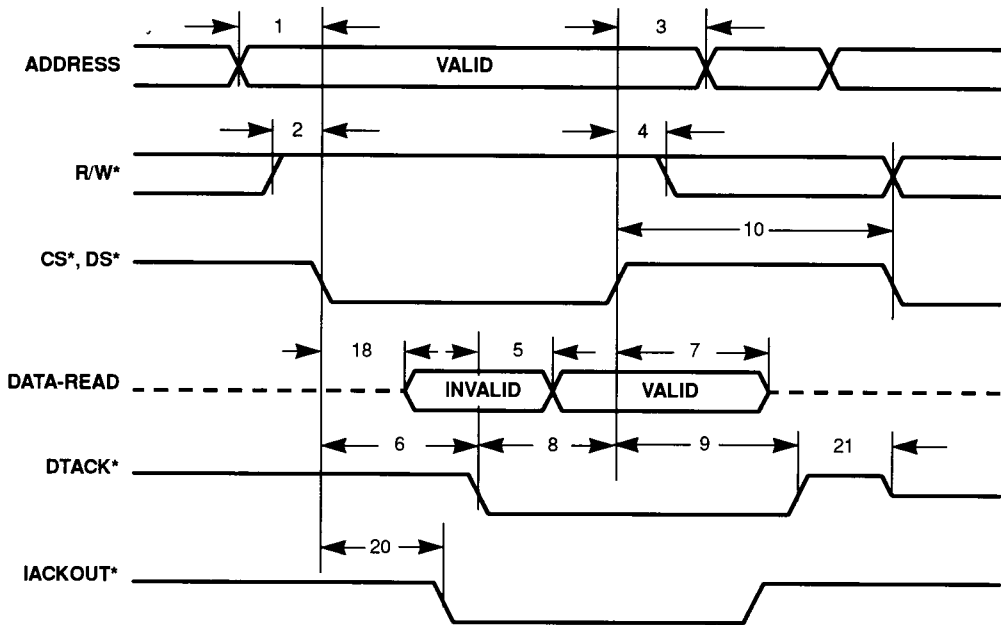 1 3
ADDRESS VALID
2 4
R/W*
10
CS*, DS*
18 5 7
DATA-READ INVALID VALID
6 8 9 21
DTACK*
20
IACKOUT*